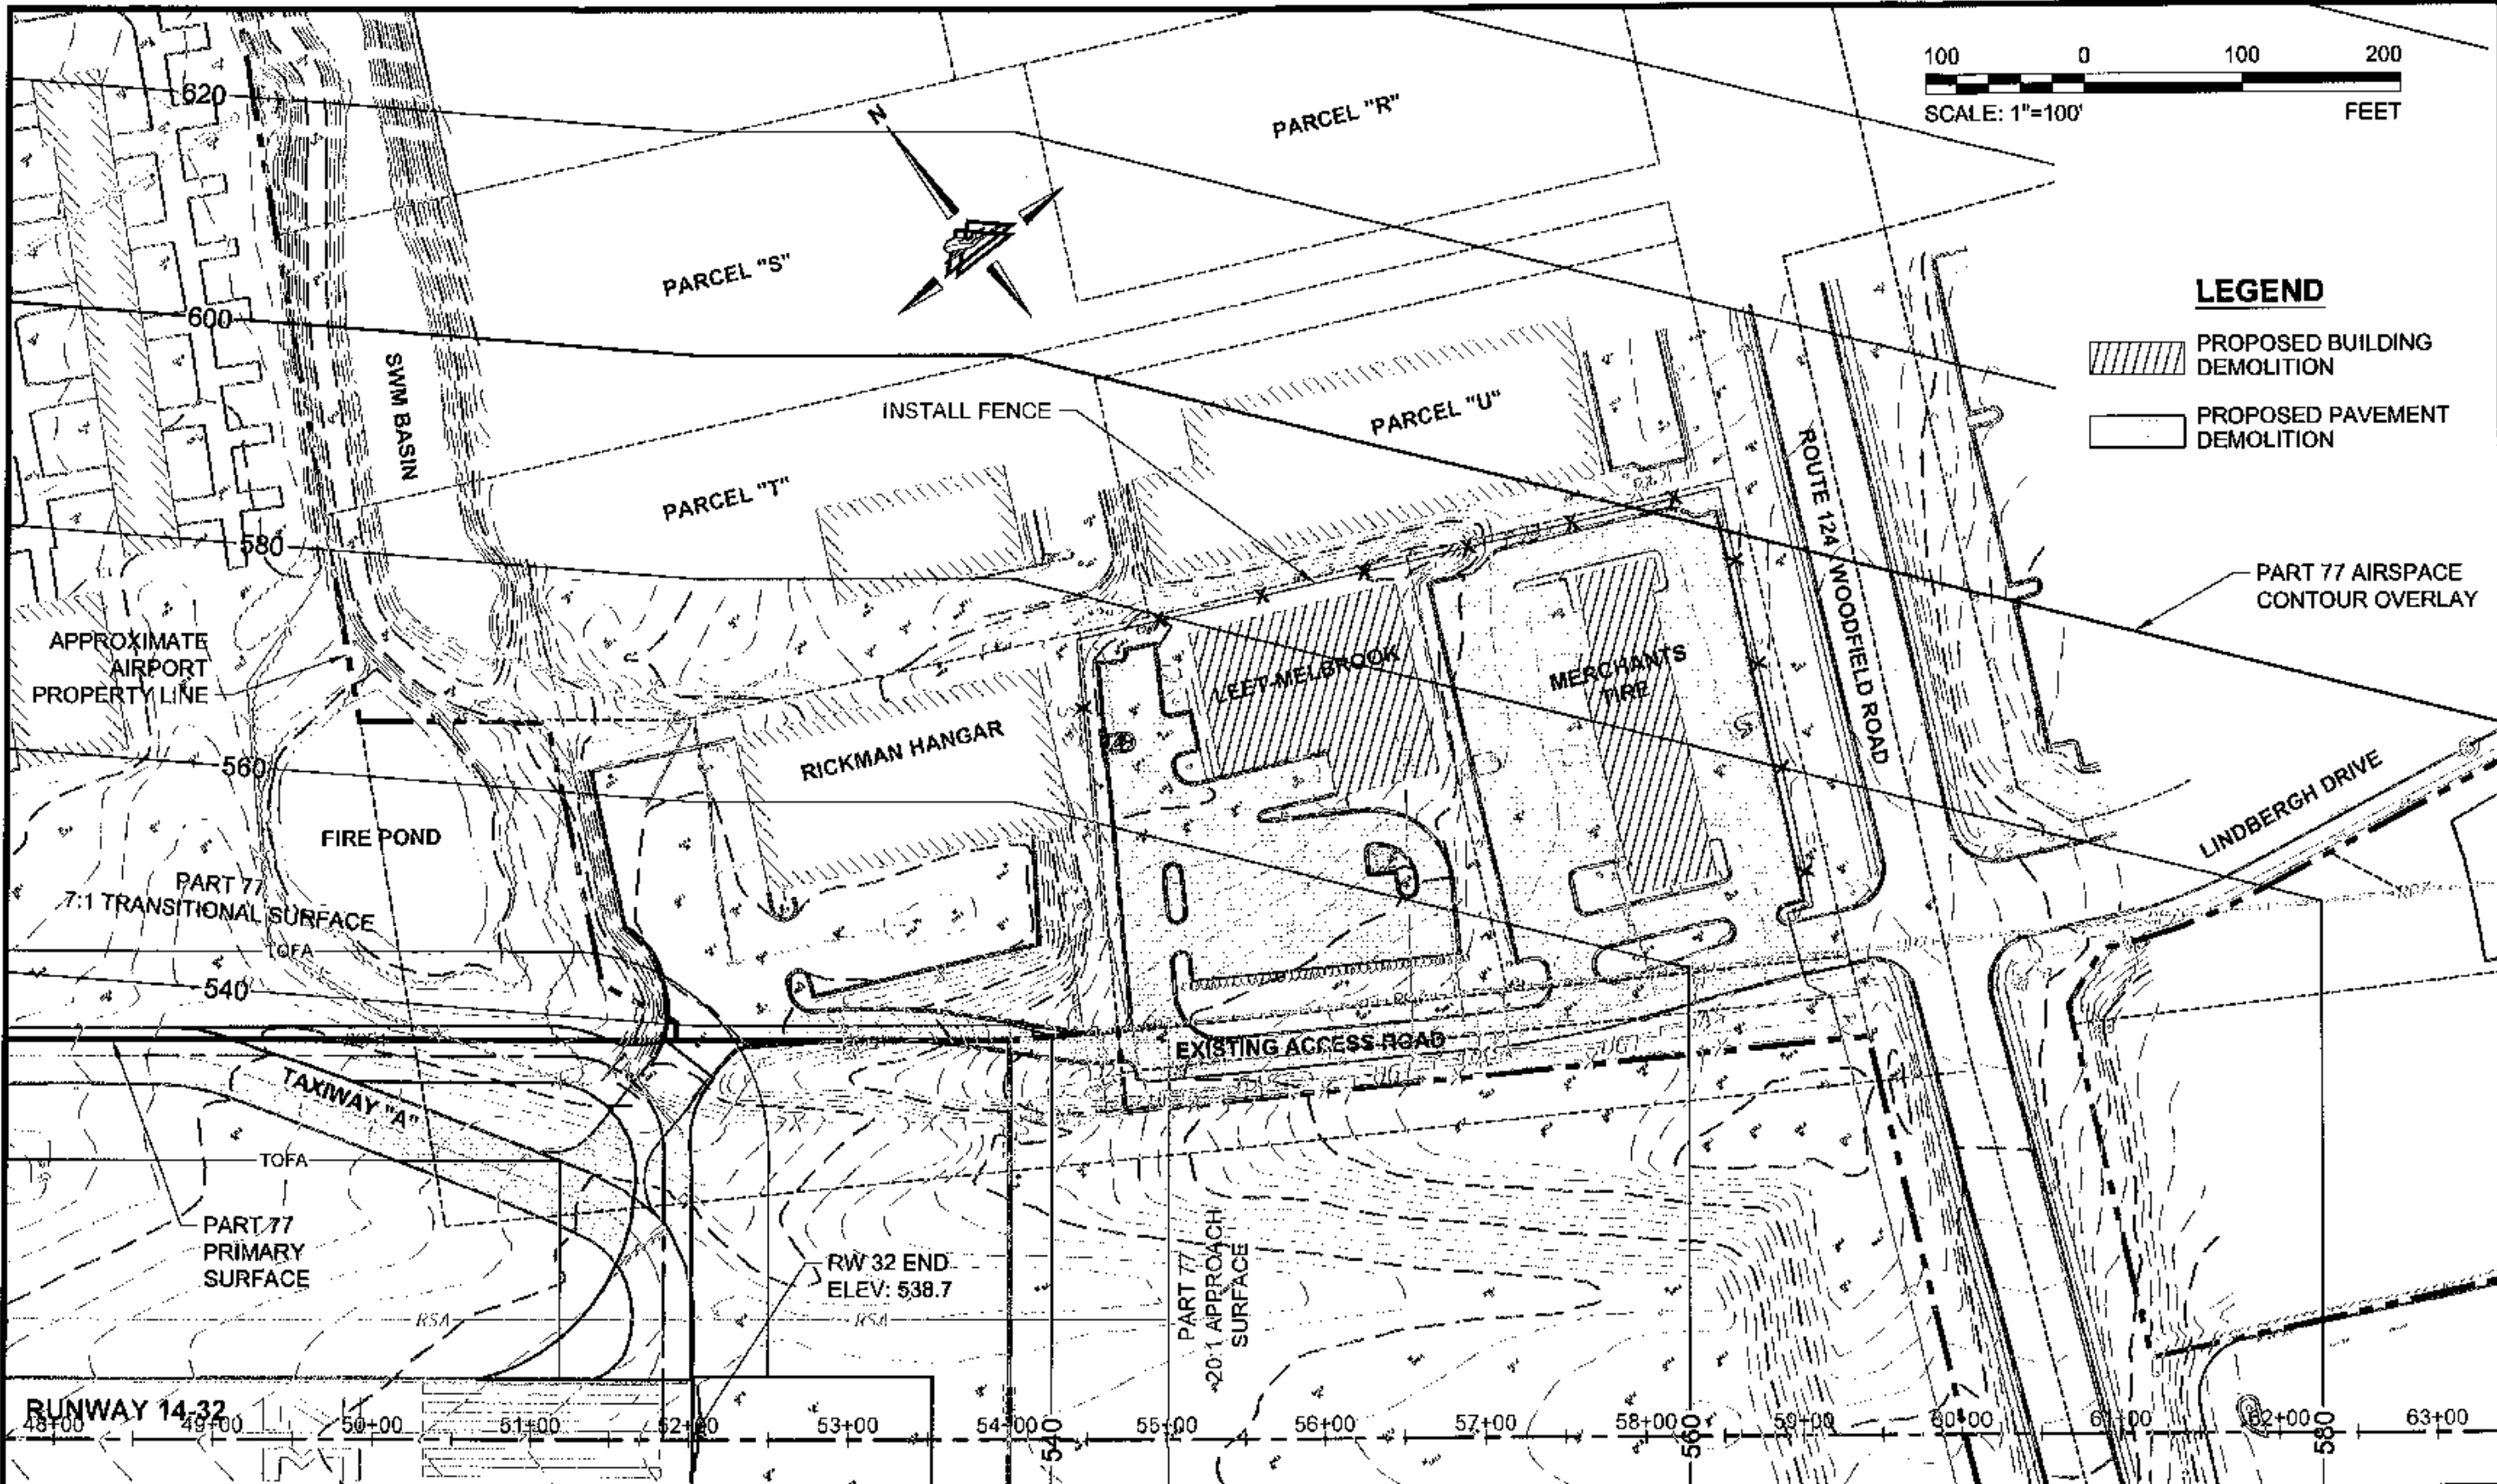 100 0 100 200
SCALE: 1"=100' FEET
620
N
PARCEL "R"
PARCEL "S"
LEGEND
PROPOSED BUILDING
DEMOLITION
PROPOSED PAVEMENT
DEMOLITION
600
SWM BASIN
INSTALL FENCE
PARCEL "U"
PARCEL "T"
ROUTE 124 WOODFIELD ROAD
580
PART 77 AIRSPACE
CONTOUR OVERLAY
APPROXIMATE
AIRPORT
PROPERTY LINE
LEET-MELBROOK
MERCHANTS
TIRE
RICKMAN HANGAR
560
LINDBERGH DRIVE
FIRE POND
PART 77
7:1 TRANSITIONAL SURFACE
TOFA
540
EXISTING ACCESS ROAD
UGT
TAXIWAY "A"
TOFA
PART 77
PRIMARY
SURFACE
RW 32 END
ELEV: 538.7
PART 77
20:1 APPROACH
SURFACE
RSA
RSA
RUNWAY 14-32
48+00 49+00 50+00 51+00 52+00 53+00 54+00 55+00 56+00 57+00 58+00 59+00 60+00 61+00 62+00 63+00
540
560
580